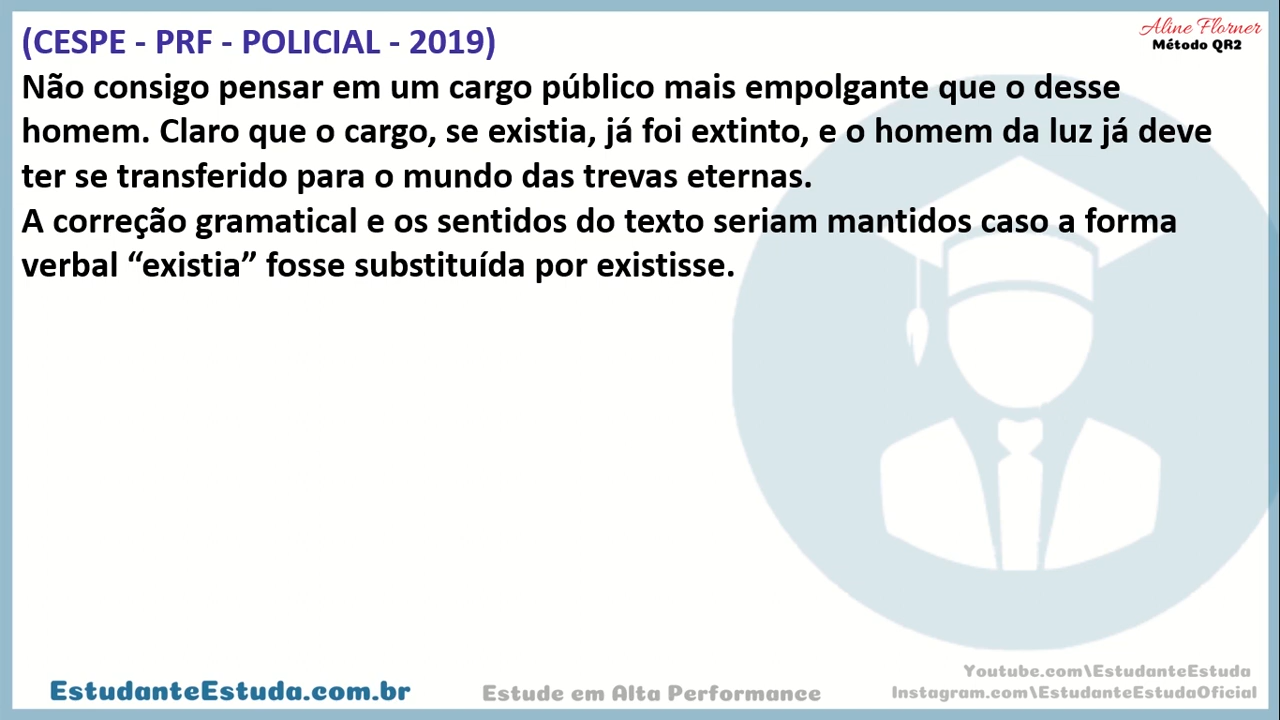 (CESPE - PRF - POLICIAL - 2019)
Aline Florner
Método QR2
Não consigo pensar em um cargo público mais empolgante que o desse
homem. Claro que o cargo, se existia, já foi extinto, e o homem da luz já deve
ter se transferido para o mundo das trevas eternas.
A correção gramatical e os sentidos do texto seriam mantidos caso a forma
verbal “existia” fosse substituída por existisse.
Youtube.com\EstudanteEstuda
EstudanteEstuda.com.br
Estude em Alta Performance
Instagram.com\EstudanteEstudaOficial